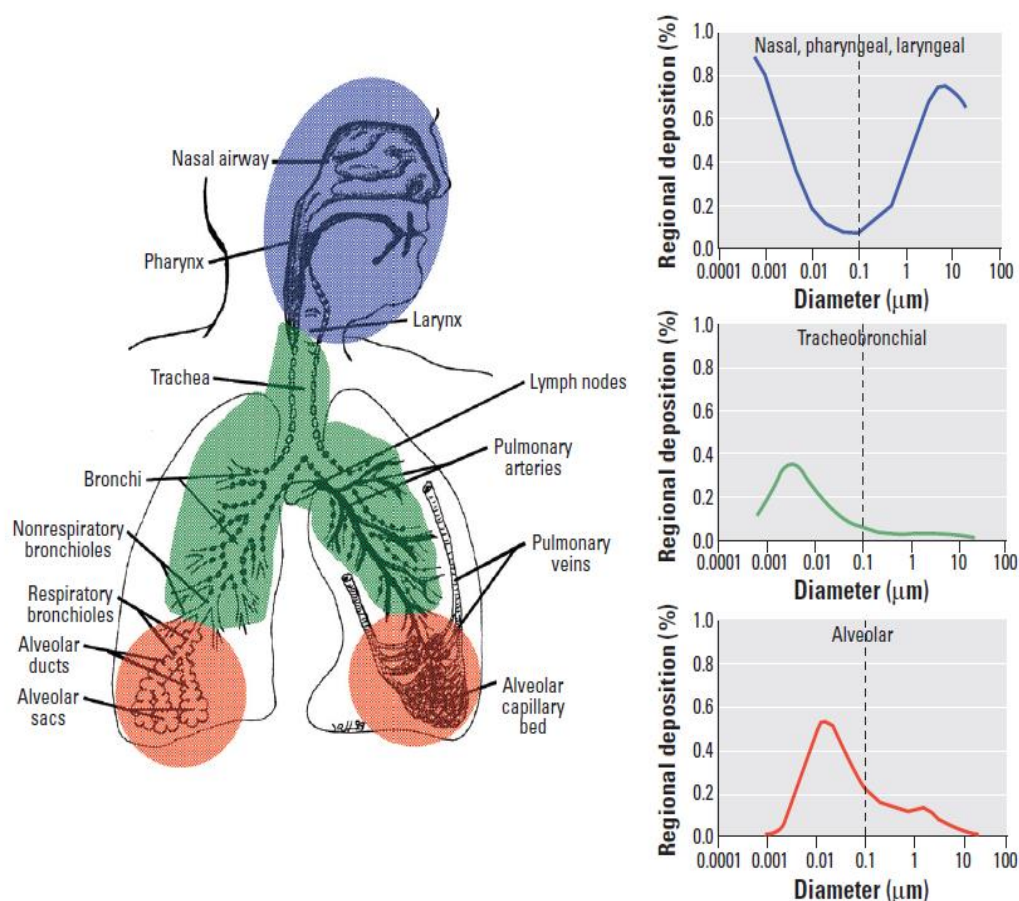 Nasal airway
Pharynx
Larynx
Trachea
Lymph nodes
Pulmonary
arteries
Bronchi
Nonrespiratory
bronchioles
Pulmonary
veins
Respiratory
bronchioles
Alveolar
ducts
Alveolar
sacs
Alveolar
capillary
bed
Regional deposition (%)
Nasal, pharyngeal, laryngeal
1.0
0.8
0.6
0.4
0.2
0.0
0.0001 0.001 0.01 0.1 1 10 100
Diameter (μm)
Regional deposition (%)
Tracheobronchial
1.0
0.8
0.6
0.4
0.2
0.0
0.0001 0.001 0.01 0.1 1 10 100
Diameter (μm)
Regional deposition (%)
Alveolar
1.0
0.8
0.6
0.4
0.2
0.0
0.0001 0.001 0.01 0.1 1 10 100
Diameter (μm)